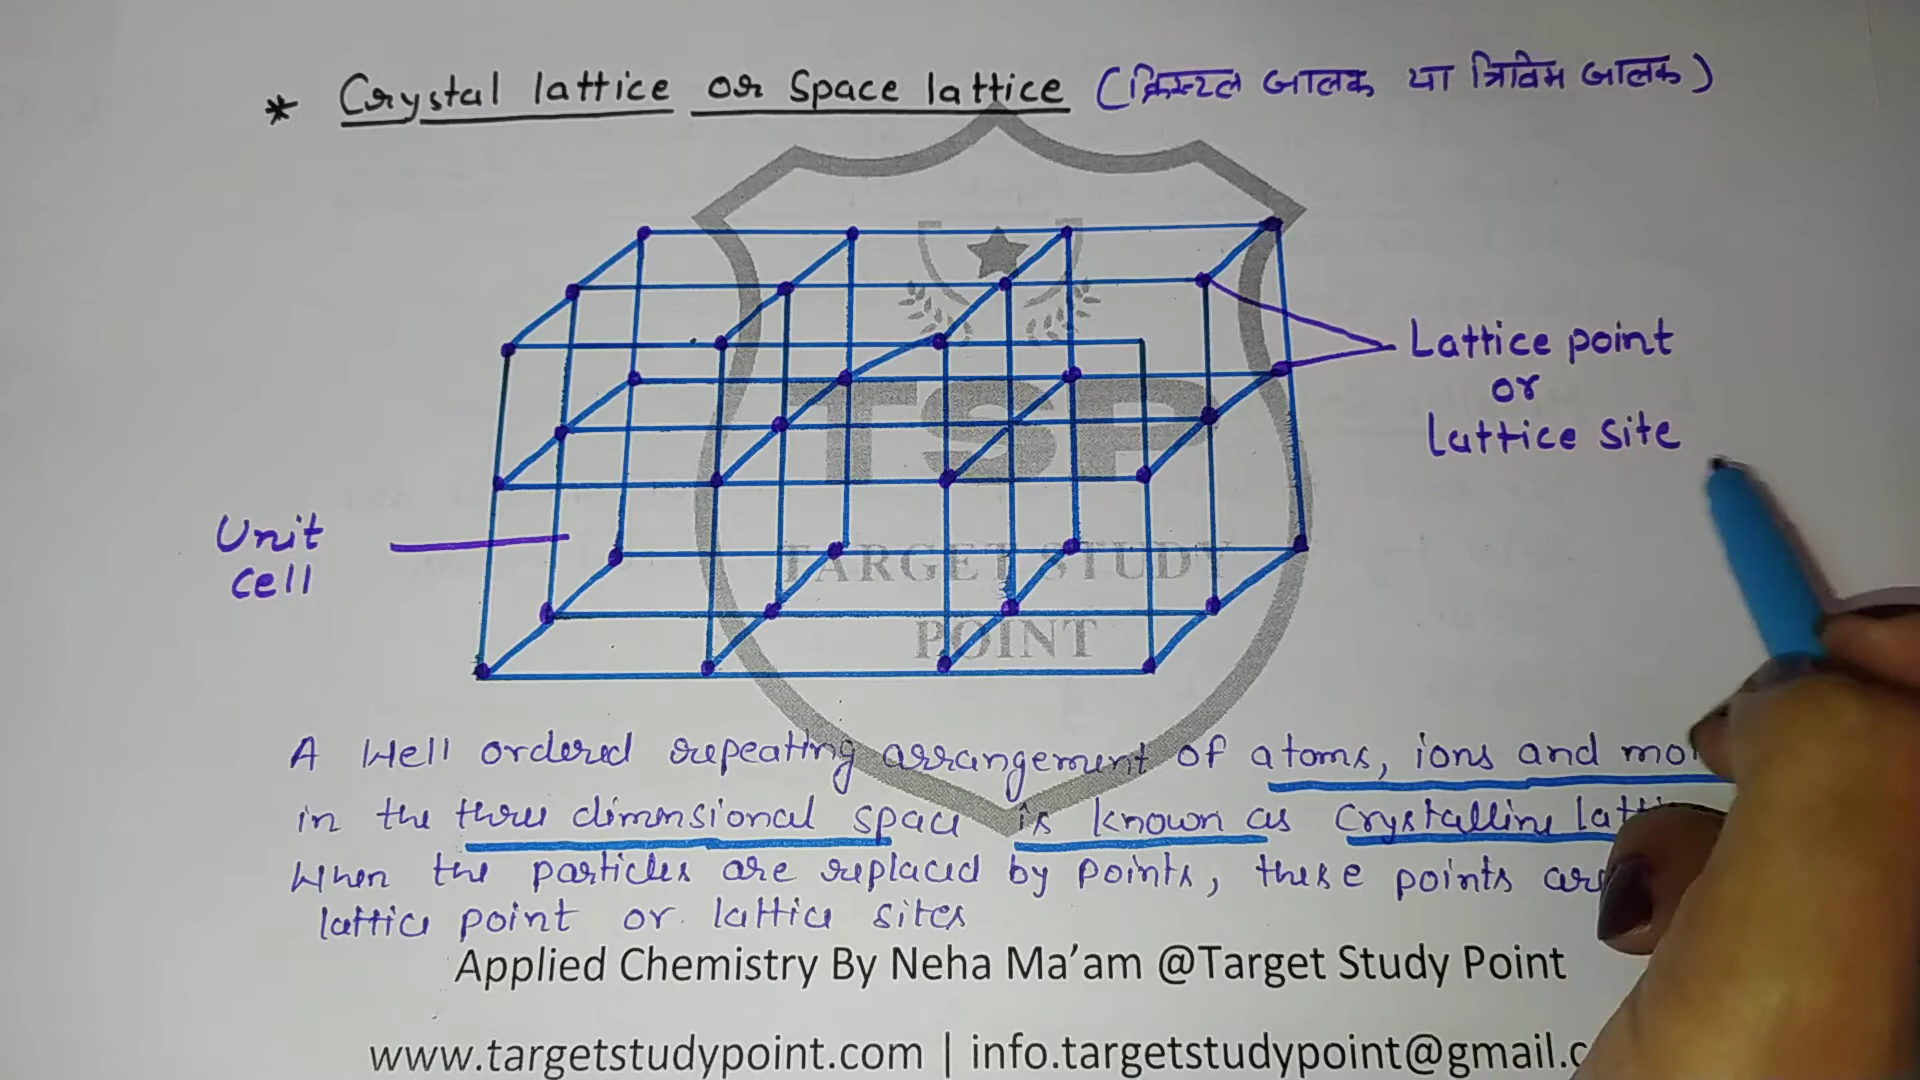 * Crystal lattice or Space lattice (क्रिस्टल जालक या त्रिविम जालक)
Lattice point
or
Lattice site
TSP
TARGET STUDY
POINT
Unit
cell
A Well ordered repeating arrangement of atoms, ions and
in the three dimensional space is known as crystalline
When the particles are replaced by points, these points are
lattice point or lattice sites
Applied Chemistry By Neha Ma'am @Target Study Point
www.targetstudypoint.com | info.targetstudypoint@gmail.c